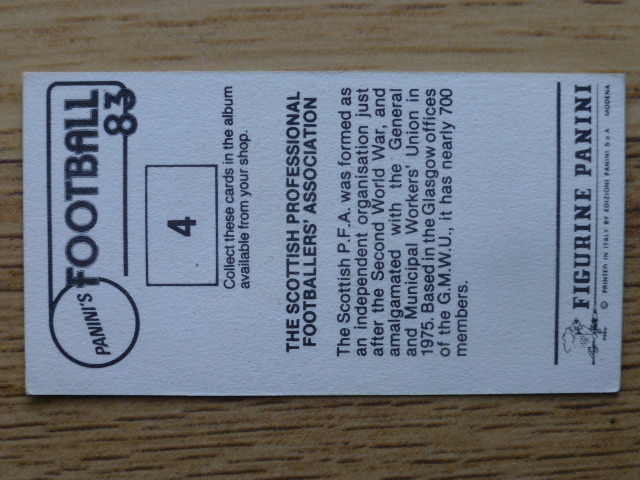 PANINI'S
FOOTBALL
83
4
Collect these cards in the album
available from your shop.
THE SCOTTISH PROFESSIONAL
FOOTBALLERS' ASSOCIATION
The Scottish P.F.A. was formed as
an independent organisation just
after the Second World War, and
amalgamated with the General
and Municipal Workers' Union in
1975. Based in the Glasgow offices
of the G.M.W.U., it has nearly 700
members.
FIGURINE PANINI
© PRINTED IN ITALY BY EDIZIONI PANINI S.p.A. MODENA